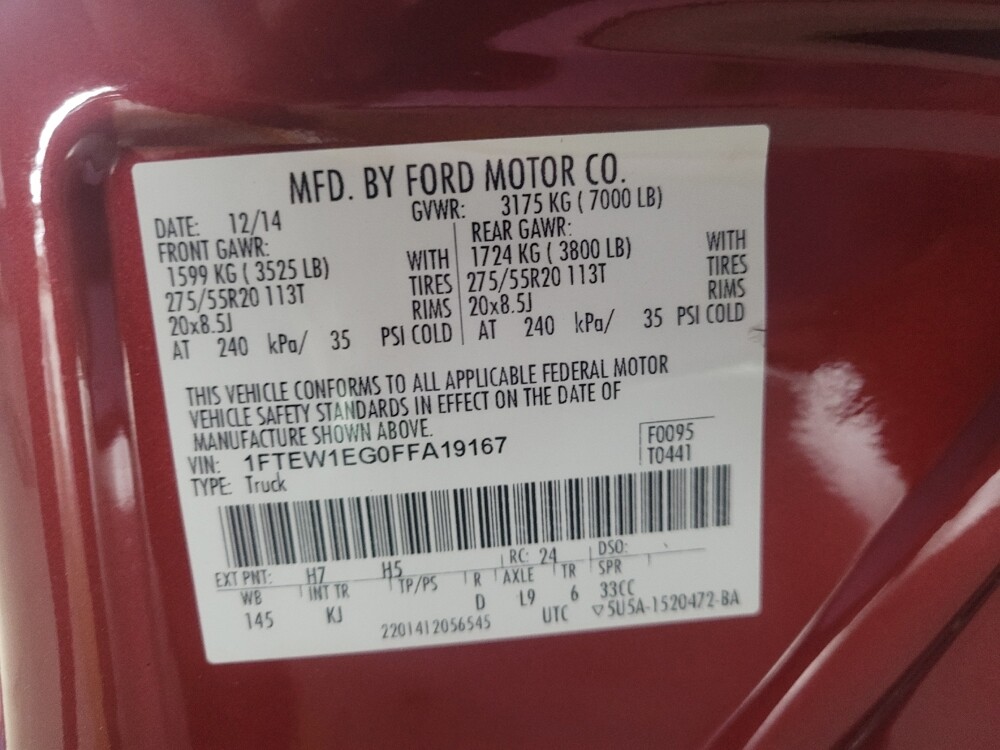 MFD. BY FORD MOTOR CO.
DATE: 12/14 GVWR: 3175 KG ( 7000 LB)
FRONT GAWR: REAR GAWR:
1599 KG ( 3525 LB) WITH 1724 KG ( 3800 LB) WITH
275/55R20 113T TIRES 275/55R20 113T TIRES
20x8.5J RIMS 20x8.5J RIMS
AT 240 kPa/ 35 PSI COLD AT 240 kPa/ 35 PSI COLD
THIS VEHICLE CONFORMS TO ALL APPLICABLE FEDERAL MOTOR
VEHICLE SAFETY STANDARDS IN EFFECT ON THE DATE OF
MANUFACTURE SHOWN ABOVE.
VIN: 1FTEW1EG0FFA19167 F0095
TYPE: Truck T0441
EXT PNT: H7 H5 RC: 24 DSO:
WB INT TR TP/PS R AXLE TR SPR
145 KJ D L9 6 33CC
2201412056545 UTC ▽5U5A-1520472-BA